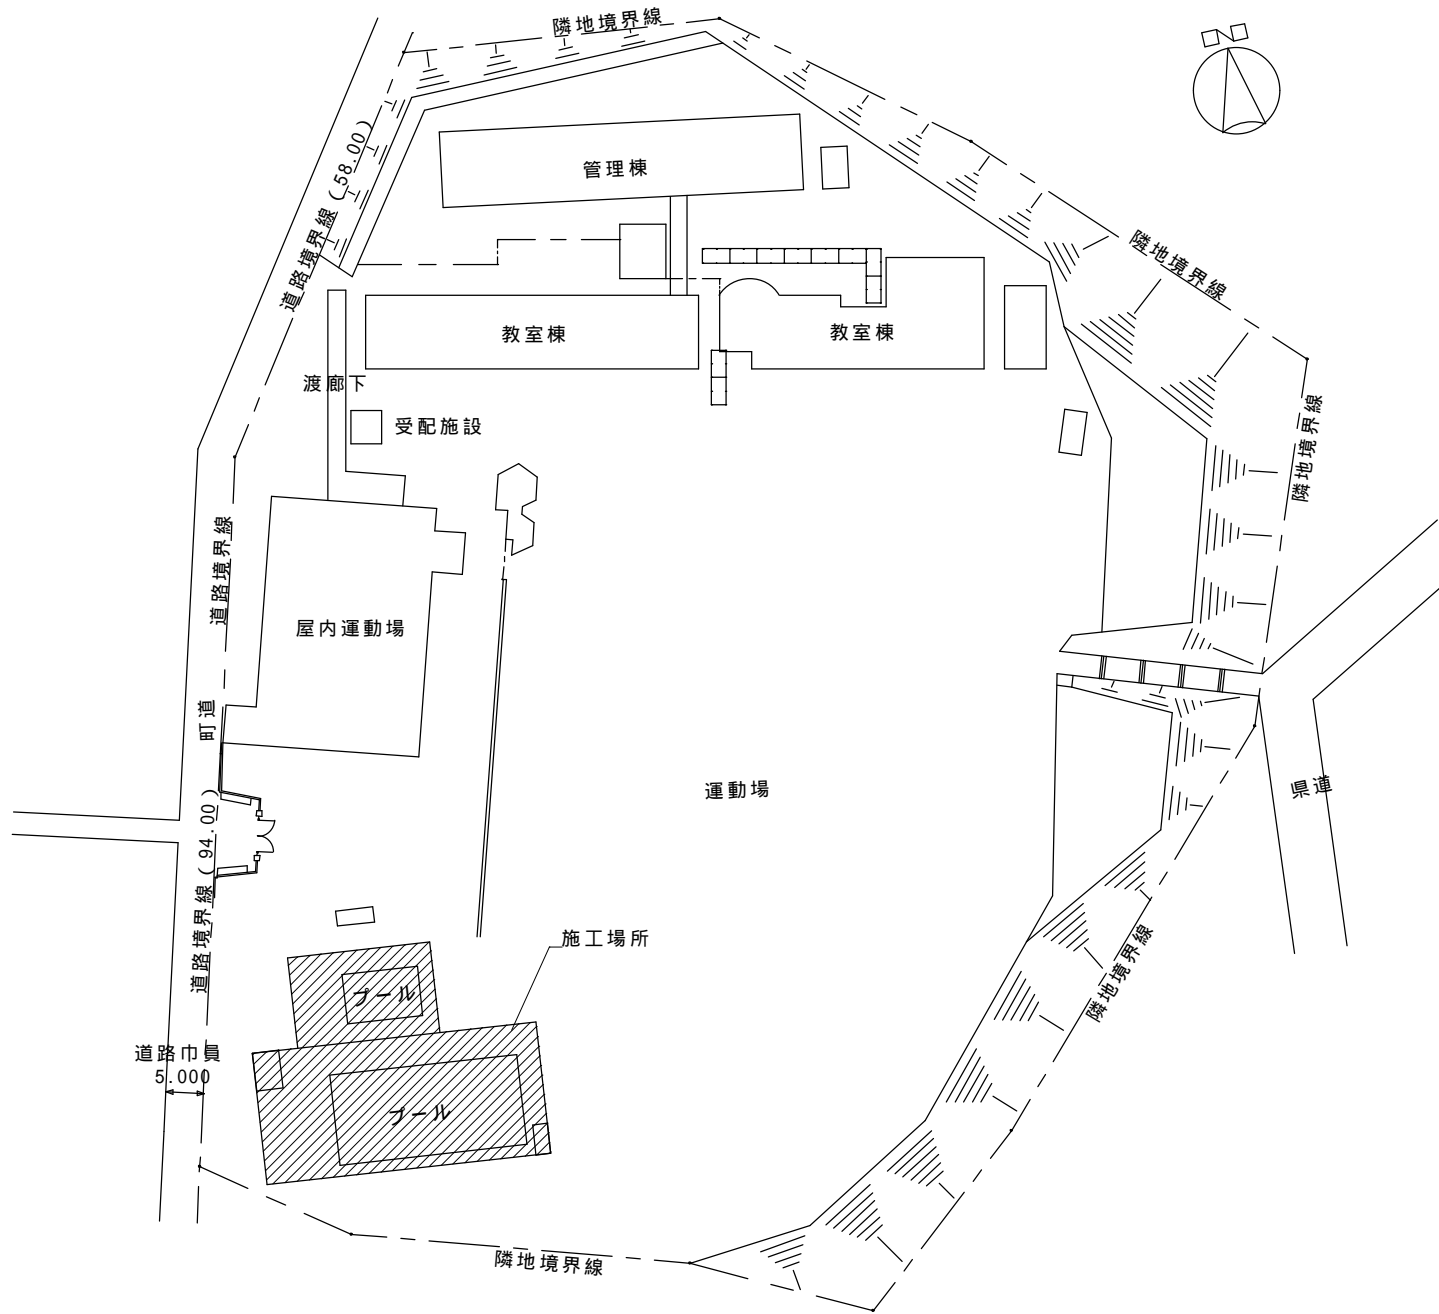 隣地境界線
N
道路境界線(58.00)
管理棟
隣地境界線
教室棟
教室棟
渡廊下
受配施設
隣地境界線
道路境界線
屋内運動場
町道
運動場
県道
道路境界線(94.00)
施工場所
隣地境界線
プール
道路巾員
5.000
プール
隣地境界線